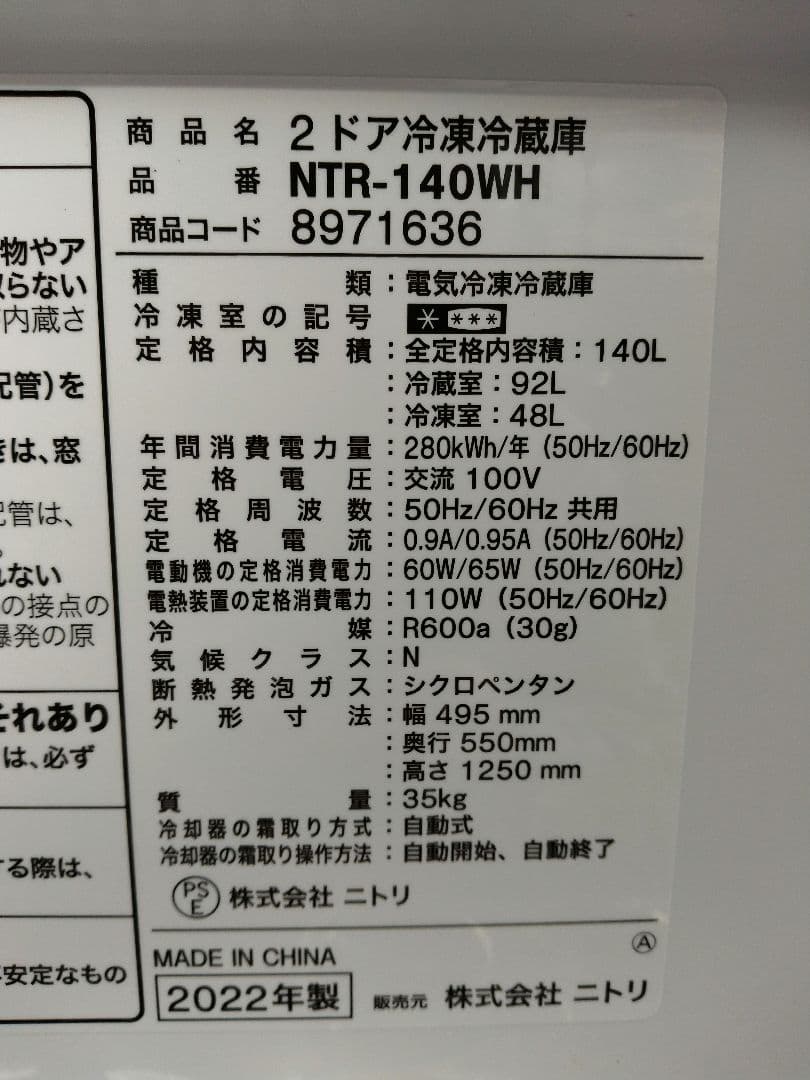 物やア
取らない
内蔵さ
配管)を
きは、窓
配管は、
れない
の接点の
爆発の原
それあり
は、必ず
する際は、
安定なもの
商品名 2ドア冷凍冷蔵庫
品番 NTR-140WH
商品コード 8971636
種類：電気冷凍冷蔵庫
冷凍室の記号 * ***
定格内容積：全定格内容積：140L
：冷蔵室：92L
：冷凍室：48L
年間消費電力量：280kWh/年（50Hz/60Hz）
定格電圧：交流 100V
定格周波数：50Hz/60Hz 共用
定格電流：0.9A/0.95A（50Hz/60Hz）
電動機の定格消費電力：60W/65W（50Hz/60Hz）
電熱装置の定格消費電力：110W（50Hz/60Hz）
冷媒：R600a（30g）
気候クラス：N
断熱発泡ガス：シクロペンタン
外形寸法：幅 495 mm
：奥行 550mm
：高さ 1250 mm
質量：35kg
冷却器の霜取り方式：自動式
冷却器の霜取り操作方法：自動開始、自動終了
PSE 株式会社 ニトリ
Ⓐ
MADE IN CHINA
2022年製 販売元 株式会社 ニトリ